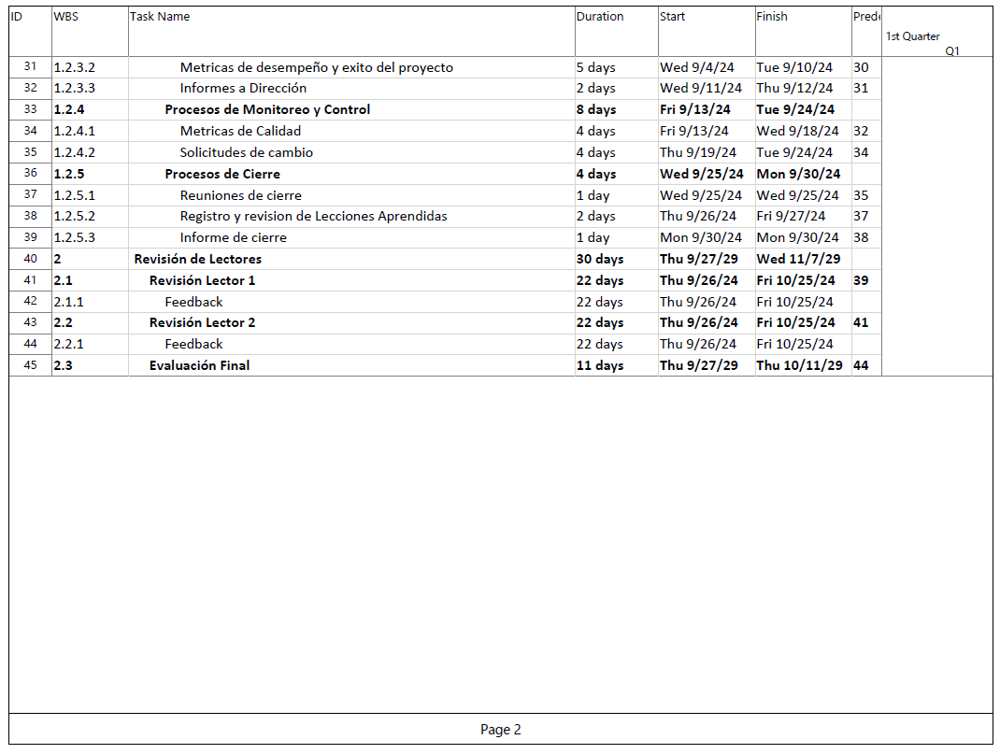 ID WBS Task Name Duration Start Finish Prede
1st Quarter
Q1
31 1.2.3.2 Metricas de desempeño y exito del proyecto 5 days Wed 9/4/24 Tue 9/10/24 30
32 1.2.3.3 Informes a Dirección 2 days Wed 9/11/24 Thu 9/12/24 31
33 1.2.4 Procesos de Monitoreo y Control 8 days Fri 9/13/24 Tue 9/24/24
34 1.2.4.1 Metricas de Calidad 4 days Fri 9/13/24 Wed 9/18/24 32
35 1.2.4.2 Solicitudes de cambio 4 days Thu 9/19/24 Tue 9/24/24 34
36 1.2.5 Procesos de Cierre 4 days Wed 9/25/24 Mon 9/30/24
37 1.2.5.1 Reuniones de cierre 1 day Wed 9/25/24 Wed 9/25/24 35
38 1.2.5.2 Registro y revision de Lecciones Aprendidas 2 days Thu 9/26/24 Fri 9/27/24 37
39 1.2.5.3 Informe de cierre 1 day Mon 9/30/24 Mon 9/30/24 38
40 2 Revisión de Lectores 30 days Thu 9/27/29 Wed 11/7/29
41 2.1 Revisión Lector 1 22 days Thu 9/26/24 Fri 10/25/24 39
42 2.1.1 Feedback 22 days Thu 9/26/24 Fri 10/25/24
43 2.2 Revisión Lector 2 22 days Thu 9/26/24 Fri 10/25/24 41
44 2.2.1 Feedback 22 days Thu 9/26/24 Fri 10/25/24
45 2.3 Evaluación Final 11 days Thu 9/27/29 Thu 10/11/29 44
Page 2